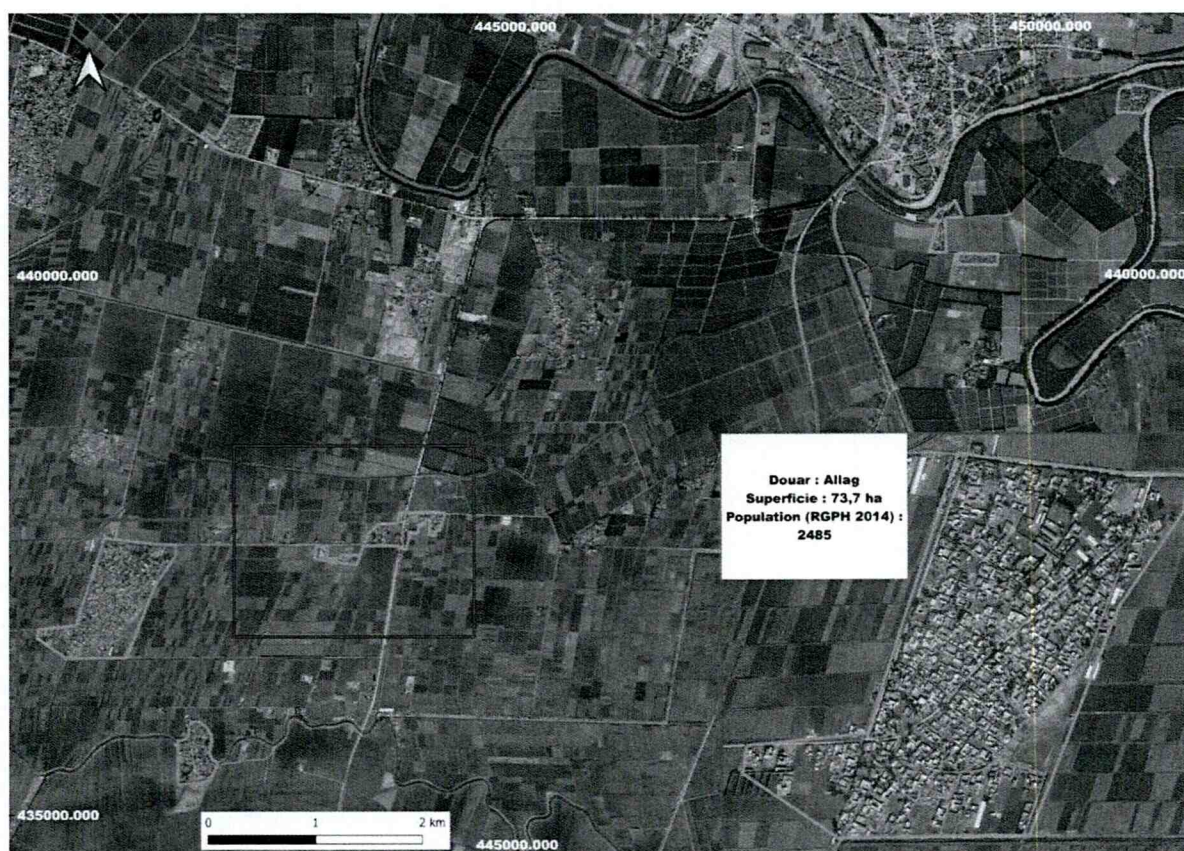 445000.000
450000.000
440000.000
440000.000
Douar : Allag
Superficie : 73,7 ha
Population (RGPH 2014) :
2485
435000.000
0 1 2 km
445000.000